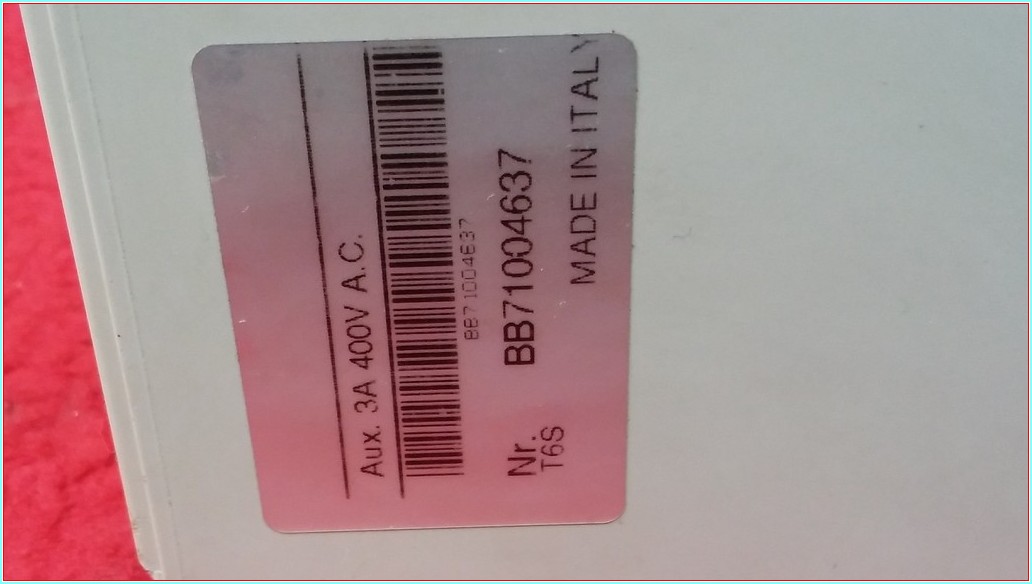 Aux. 3A 400V A.C.
BB71004637
Nr. BB71004637
T6S
MADE IN ITALY